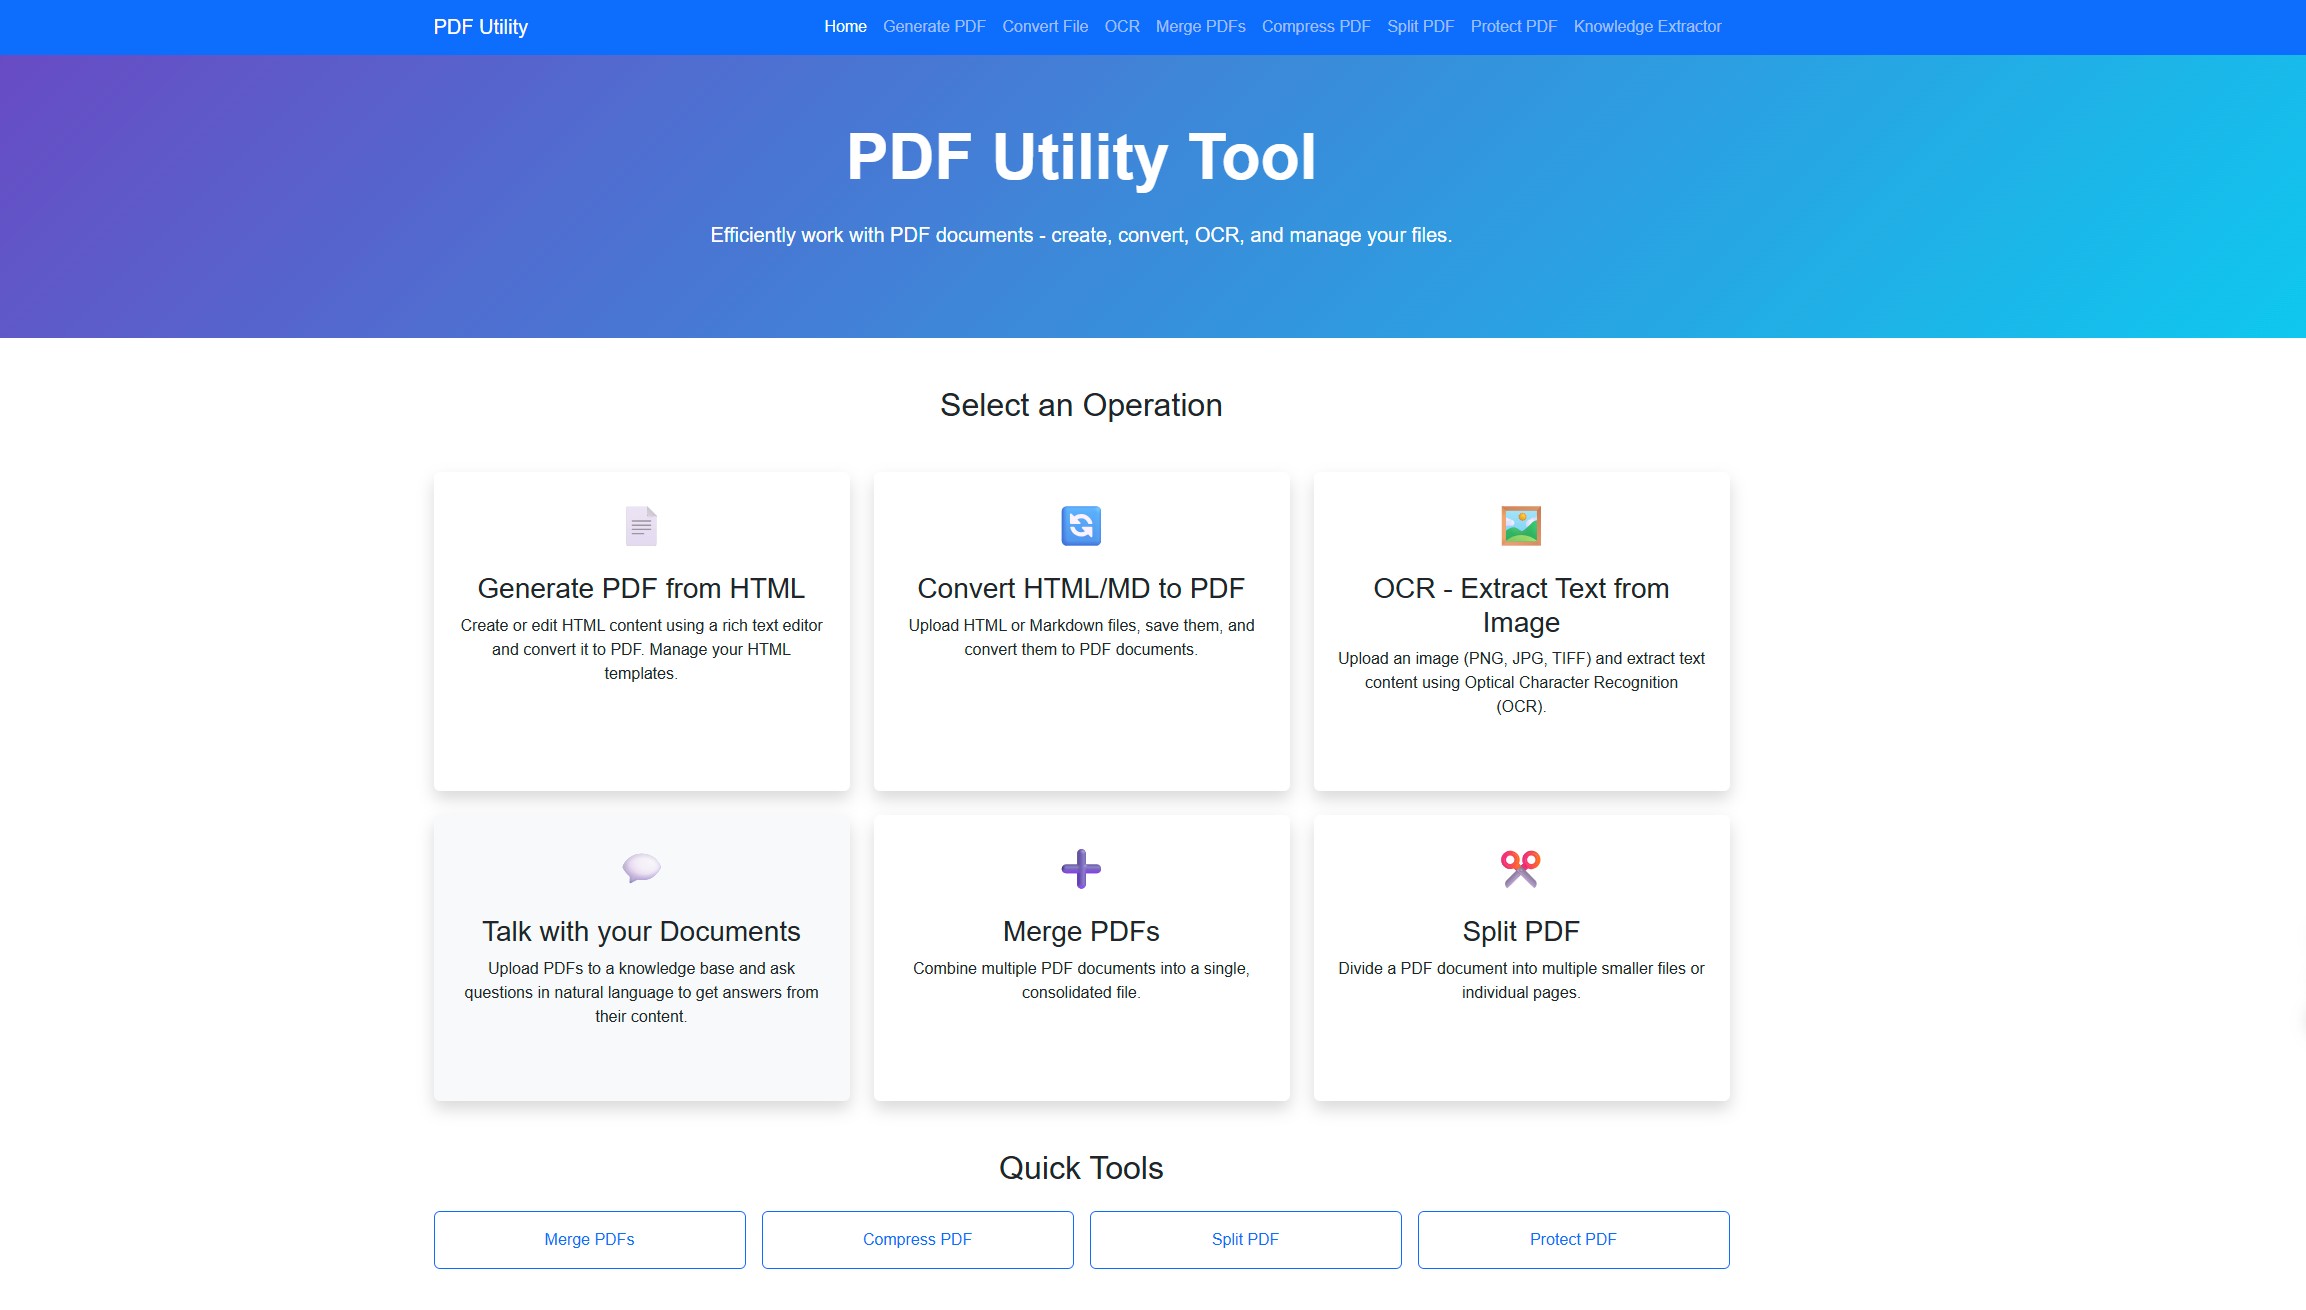 PDF Utility
Home Generate PDF Convert File OCR Merge PDFs Compress PDF Split PDF Protect PDF Knowledge Extractor
PDF Utility Tool
Efficiently work with PDF documents - create, convert, OCR, and manage your files.
Select an Operation
Generate PDF from HTML
Create or edit HTML content using a rich text editor
and convert it to PDF. Manage your HTML
templates.
Convert HTML/MD to PDF
Upload HTML or Markdown files, save them, and
convert them to PDF documents.
OCR - Extract Text from
Image
Upload an image (PNG, JPG, TIFF) and extract text
content using Optical Character Recognition
(OCR).
Talk with your Documents
Upload PDFs to a knowledge base and ask
questions in natural language to get answers from
their content.
Merge PDFs
Combine multiple PDF documents into a single,
consolidated file.
Split PDF
Divide a PDF document into multiple smaller files or
individual pages.
Quick Tools
Merge PDFs
Compress PDF
Split PDF
Protect PDF